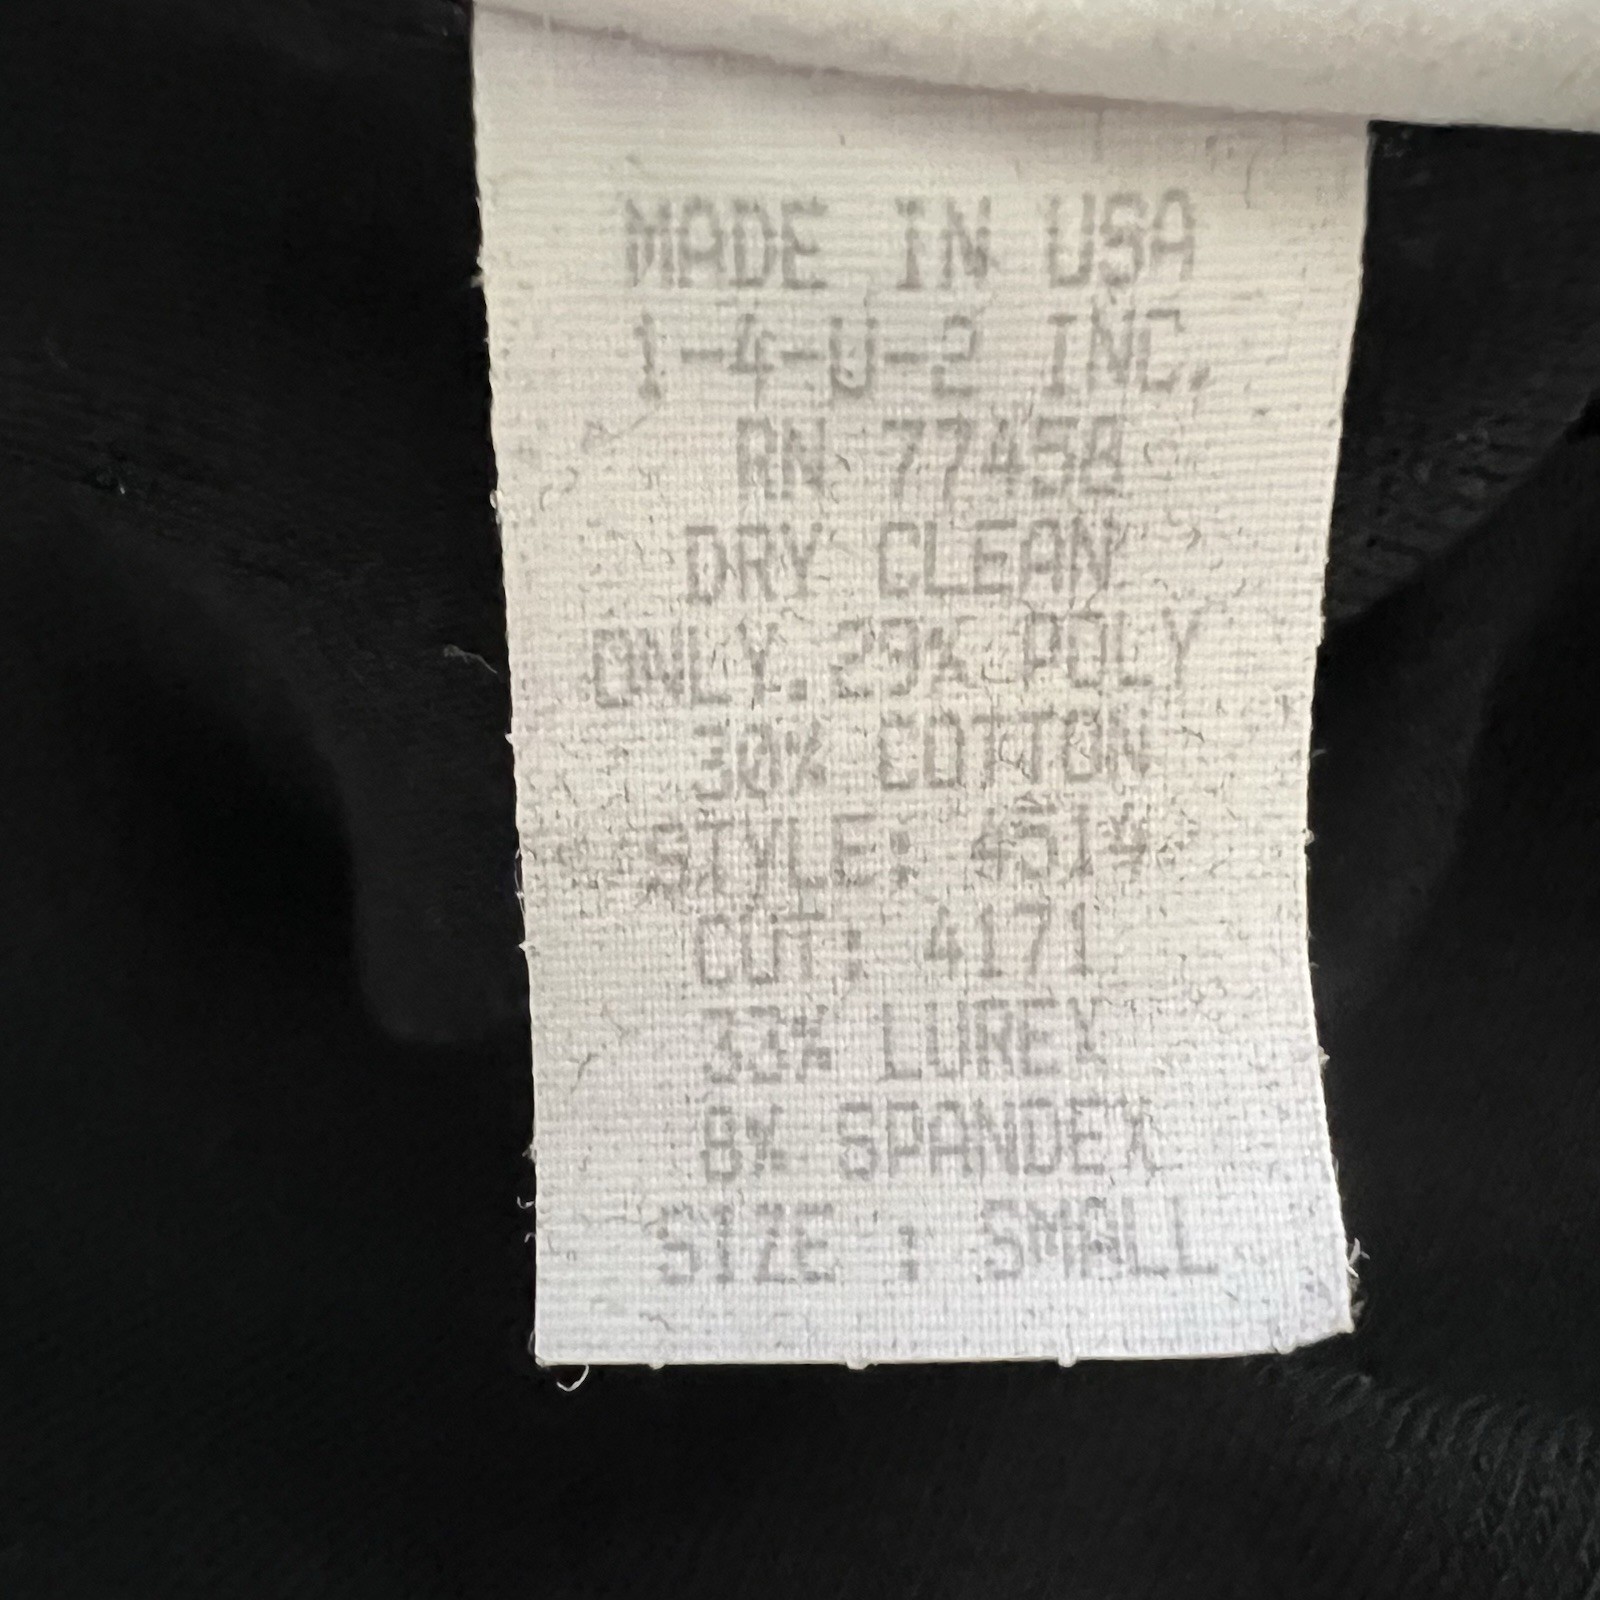 MADE IN USA
1-4-U-2 INC.
RN 77458
DRY CLEAN
ONLY. 29% POLY
30% COTTON
STYLE: 4514
CUT: 4171
33% LUREX
8% SPANDEX
SIZE : SMALL